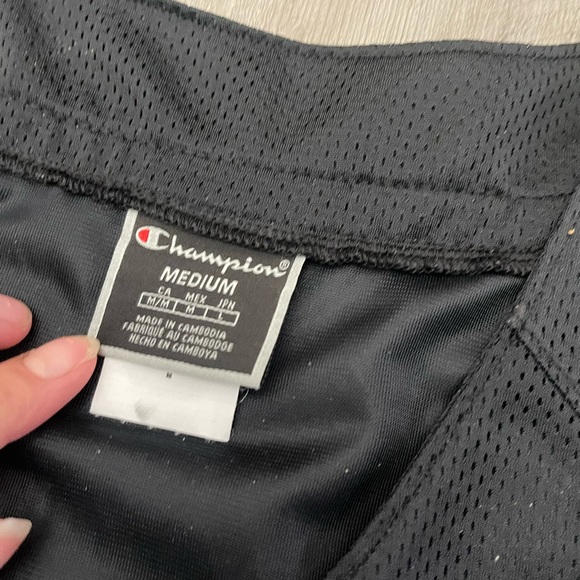 Champion®
MEDIUM
CA MEX JPN
M/M M L
MADE IN CAMBODIA
FABRIQUÉ AU CAMBODGE
HECHO EN CAMBOYA